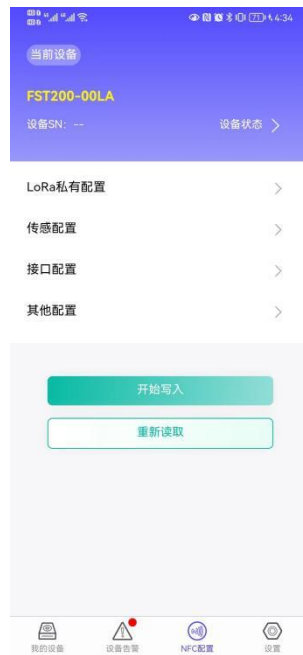 4:34
当前设备
FST200-00LA
设备SN: --
设备状态
LoRa私有配置
传感配置
接口配置
其他配置
开始写入
重新读取
我的设备
设备告警
NFC配置
设置